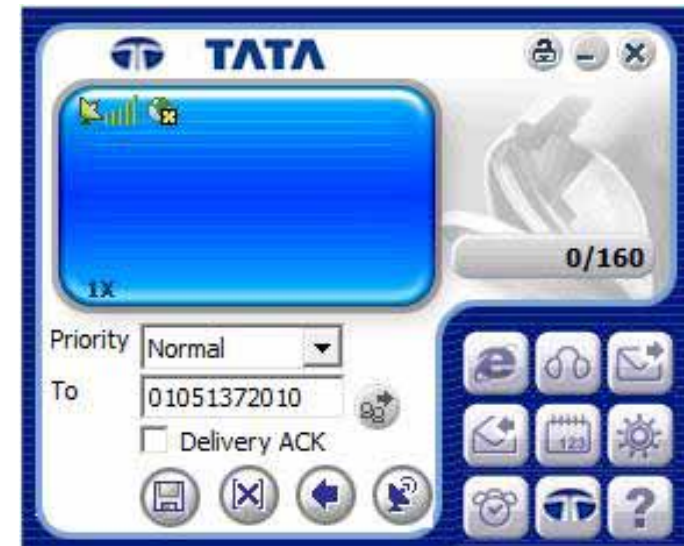 TATA
1X
0/160
Priority Normal
To 01051372010
Delivery ACK
123
?